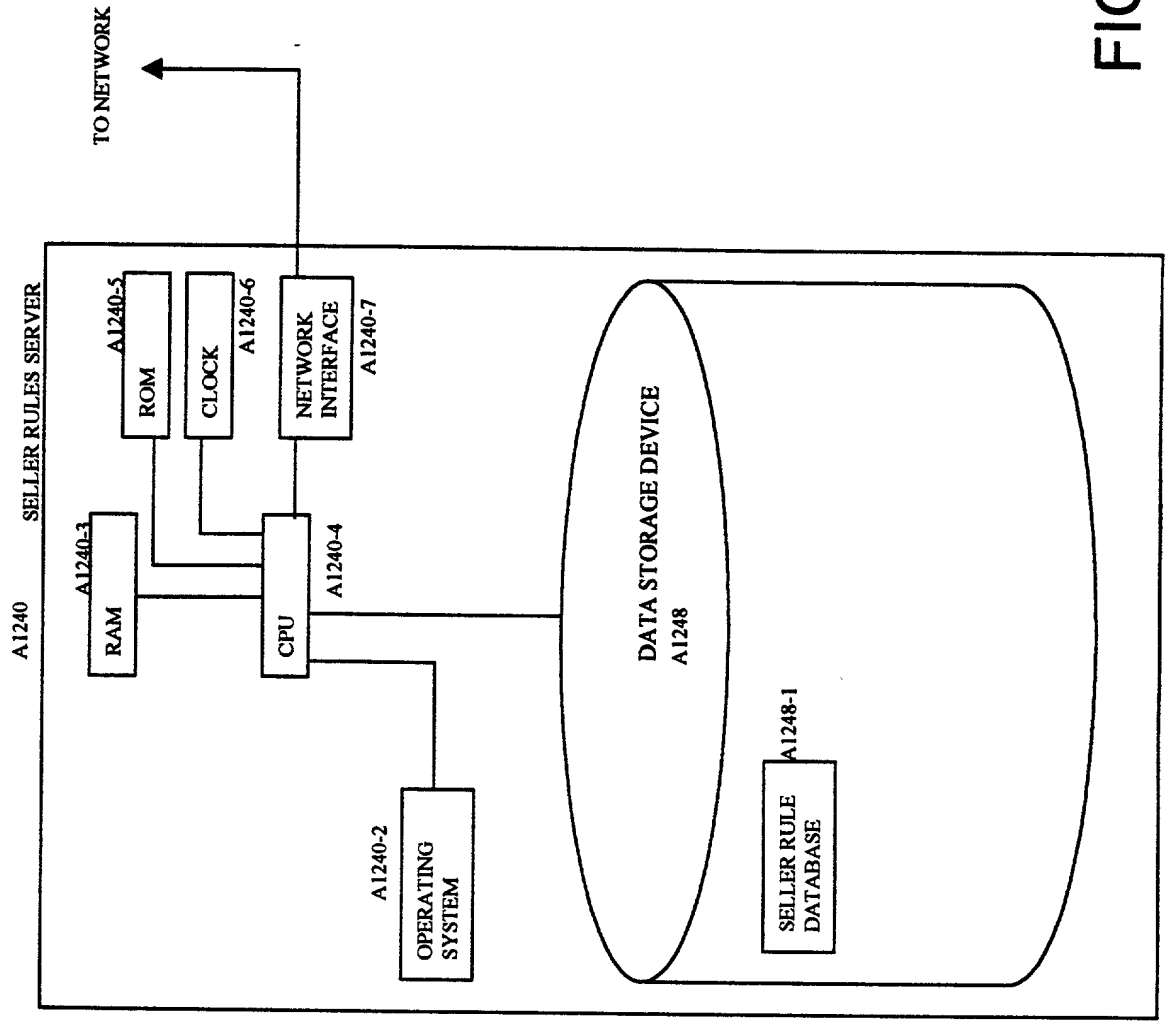 A1240 SELLER RULES SERVER
TO NETWORK
A1240-3
RAM
A1240-5
ROM
CLOCK
A1240-6
CPU
A1240-4
NETWORK
INTERFACE
A1240-7
A1240-2
OPERATING
SYSTEM
DATA STORAGE DEVICE
A1248
A1248-1
SELLER RULE
DATABASE